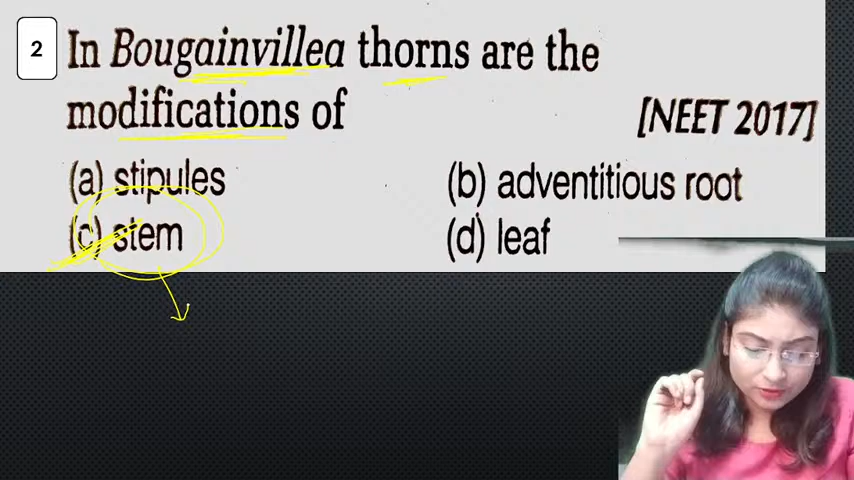 2
In Bougainvillea thorns are the
modifications of [NEET 2017]
(a) stipules (b) adventitious root
(c) stem (d) leaf